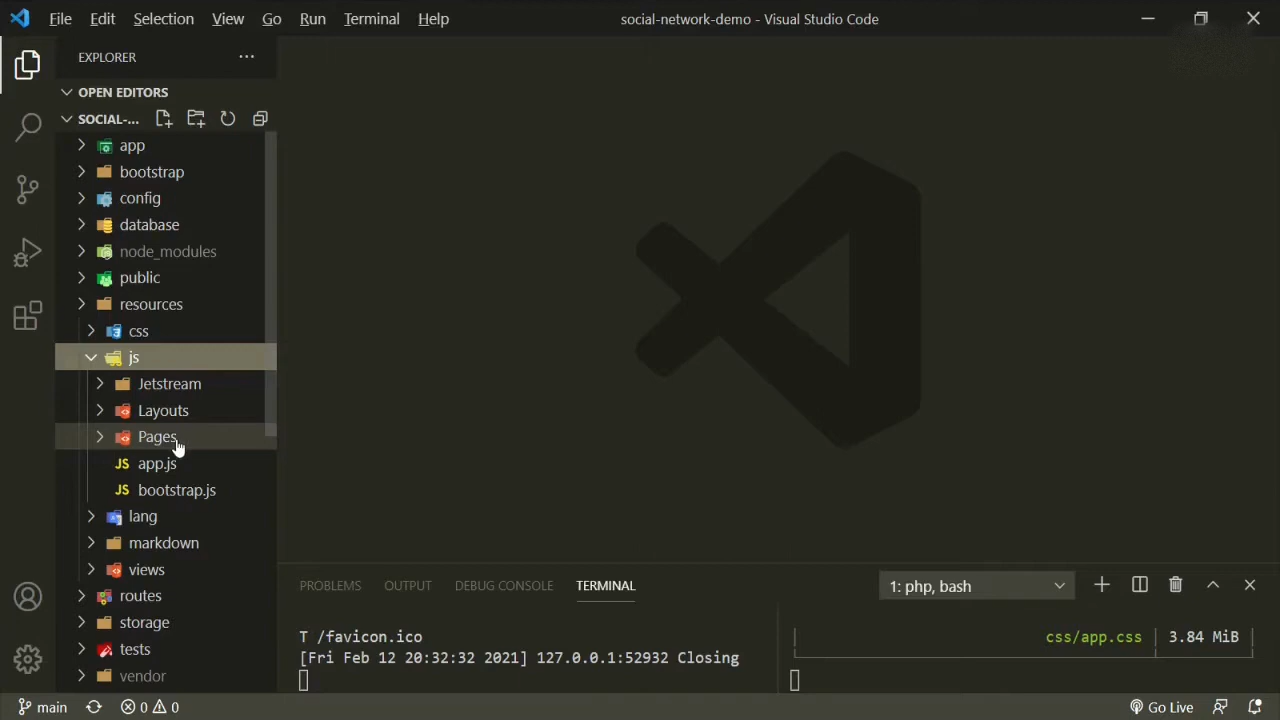 File Edit Selection View Go Run Terminal Help social-network-demo - Visual Studio Code
EXPLORER
OPEN EDITORS
SOCIAL-...
app
bootstrap
config
database
node_modules
public
resources
css
js
Jetstream
Layouts
Pages
JS app.js
JS bootstrap.js
lang
markdown
views
routes
storage
tests
vendor
PROBLEMS OUTPUT DEBUG CONSOLE TERMINAL 1: php, bash
T /favicon.ico
[Fri Feb 12 20:32:32 2021] 127.0.0.1:52932 Closing
css/app.css | 3.84 MiB
main 0 0 Go Live